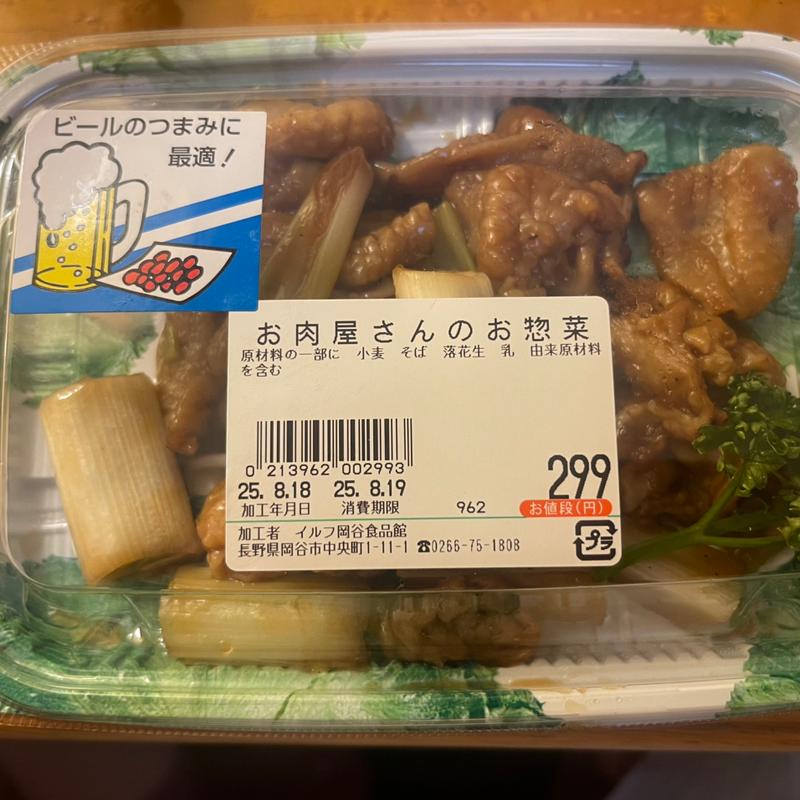 ビールのつまみに
最適！
お肉屋さんのお惣菜
原材料の一部に 小麦 そば 落花生 乳 由来原材料
を含む
0 213962 002993
25. 8.18 25. 8.19 299
加工年月日 消費期限 962 お値段(円)
加工者 イルフ岡谷食品館
長野県岡谷市中央町1-11-1 ☎0266-75-1808
プラ